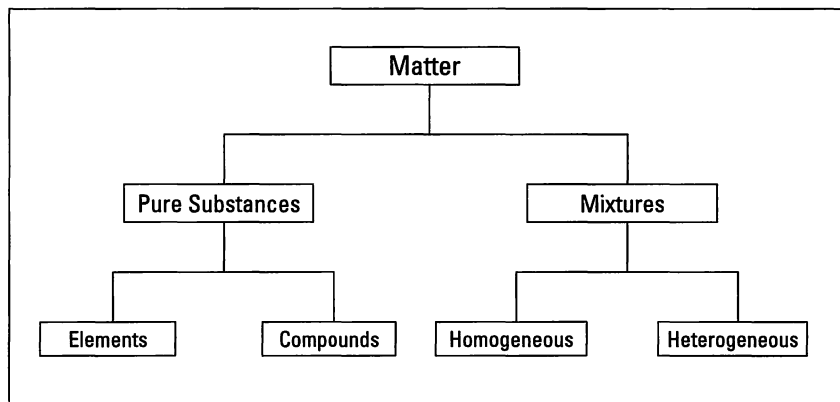 Matter
Pure Substances
Mixtures
Elements
Compounds
Homogeneous
Heterogeneous